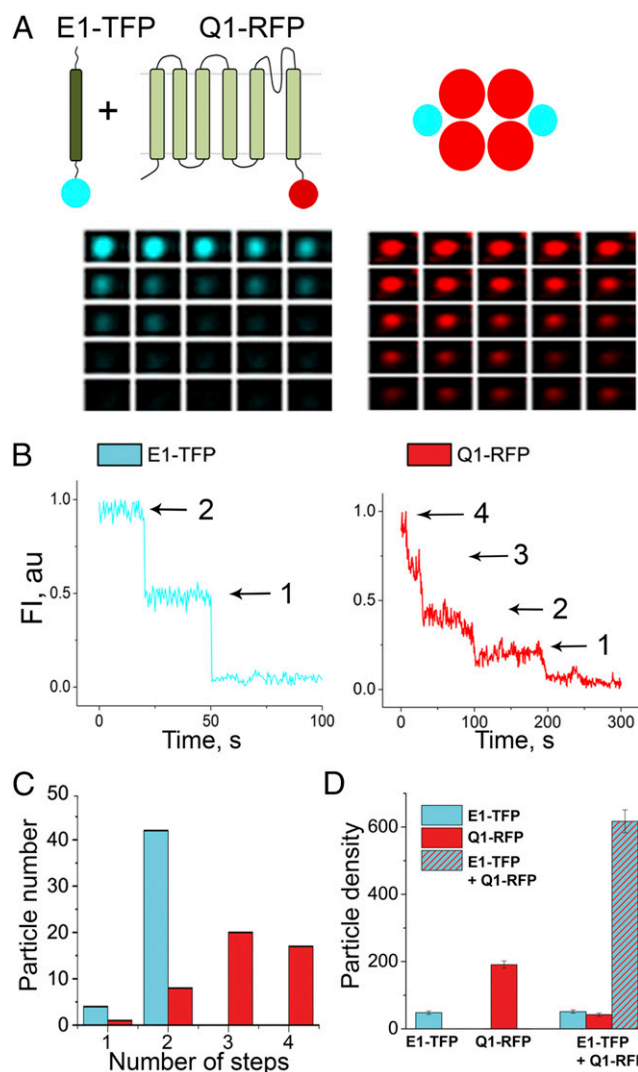 A
E1-TFP Q1-RFP
+
B
E1-TFP
Q1-RFP
FI, au
1.0
0.5
0.0
2
1
0 50 100
Time, s
1.0
0.5
0.0
4
3
2
1
0 100 200 300
Time, s
C
Particle number
50
40
30
20
10
0
1 2 3 4
Number of steps
D
Particle density
600
400
200
0
E1-TFP
Q1-RFP
E1-TFP
+ Q1-RFP
E1-TFP Q1-RFP E1-TFP
+ Q1-RFP